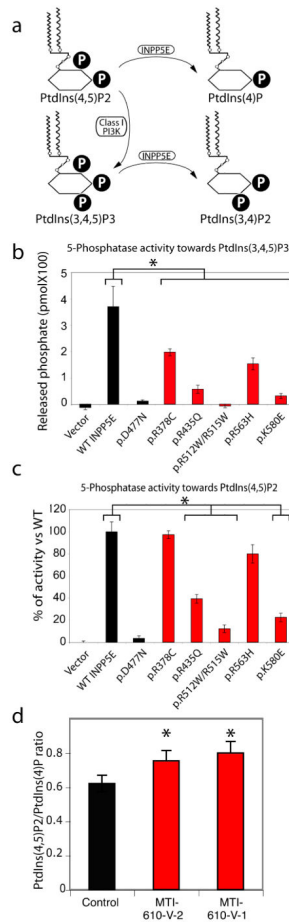 a
P
INPP5E
P
P
PtdIns(4,5)P2
PtdIns(4)P
Class I
PI3K
P
P
INPP5E
P
P
P
PtdIns(3,4,5)P3
PtdIns(3,4)P2
b
5-Phosphatase activity towards PtdIns(3,4,5)P3
*
Released phosphate (pmolX100)
5
4
3
2
1
0
Vector
WT INPP5E
p.D477N
p.R378C
p.R435Q
p.R512W/R515W
p.R563H
p.K580E
c
5-Phosphatase activity towards PtdIns(4,5)P2
*
% of activity vs WT
120
100
80
60
40
20
0
Vector
WT INPP5E
p.D477N
p.R378C
p.R435Q
p.R512W/R515W
p.R563H
p.K580E
d
PtdIns(4,5)P2/PtdIns(4)P ratio
* *
0.8
0.6
0.4
0.2
0
Control
MTI-
610-V-2
MTI-
610-V-1